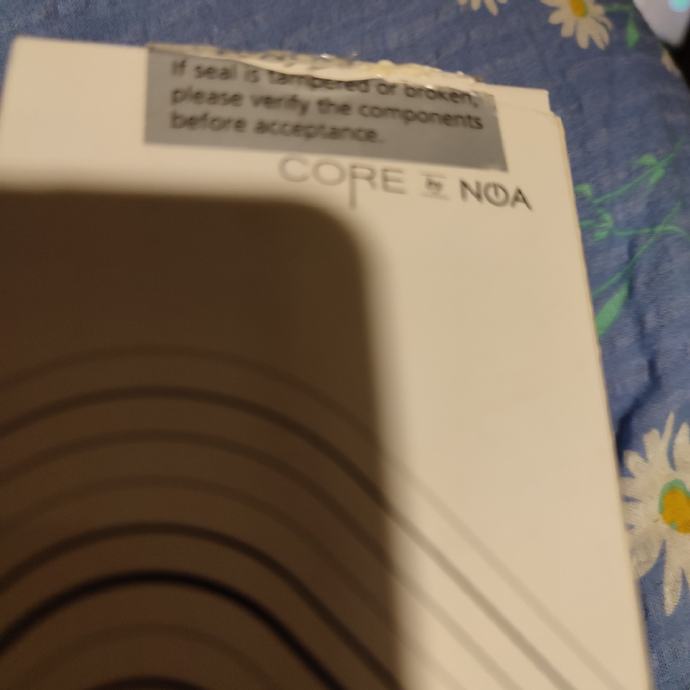 If seal is tampered or broken,
please verify the components
before acceptance.
CORE by NOA